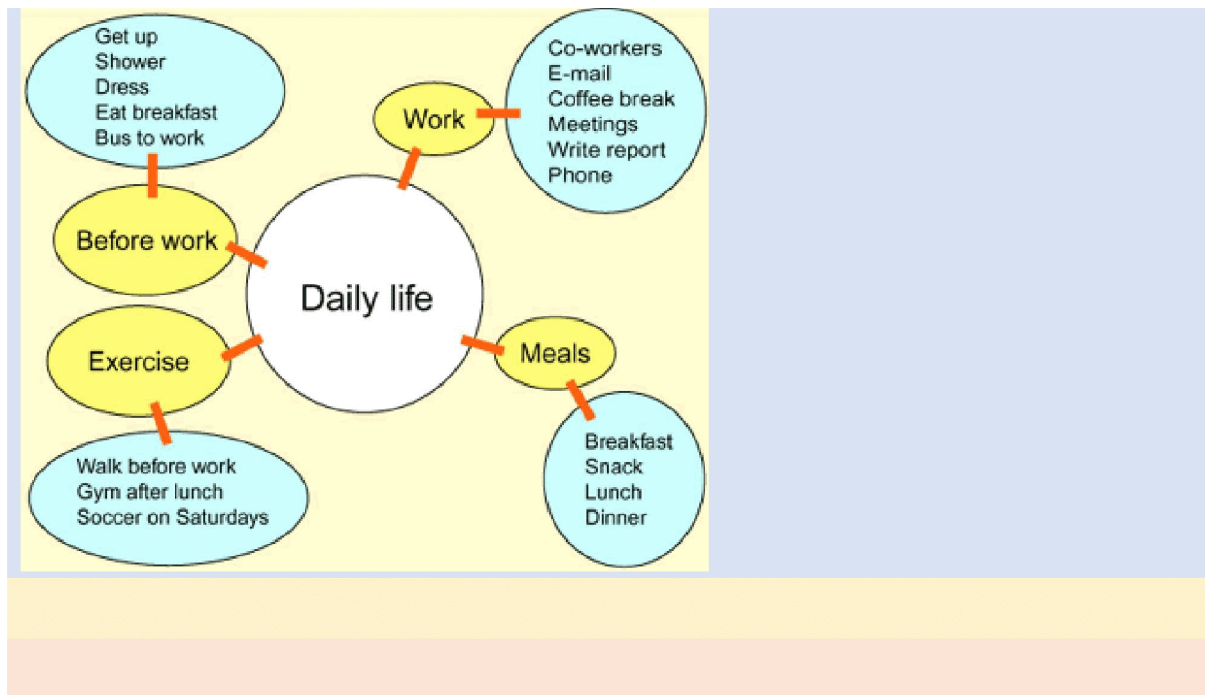 Get up
Shower
Dress
Eat breakfast
Bus to work
Before work
Work
Co-workers
E-mail
Coffee break
Meetings
Write report
Phone
Daily life
Exercise
Walk before work
Gym after lunch
Soccer on Saturdays
Meals
Breakfast
Snack
Lunch
Dinner